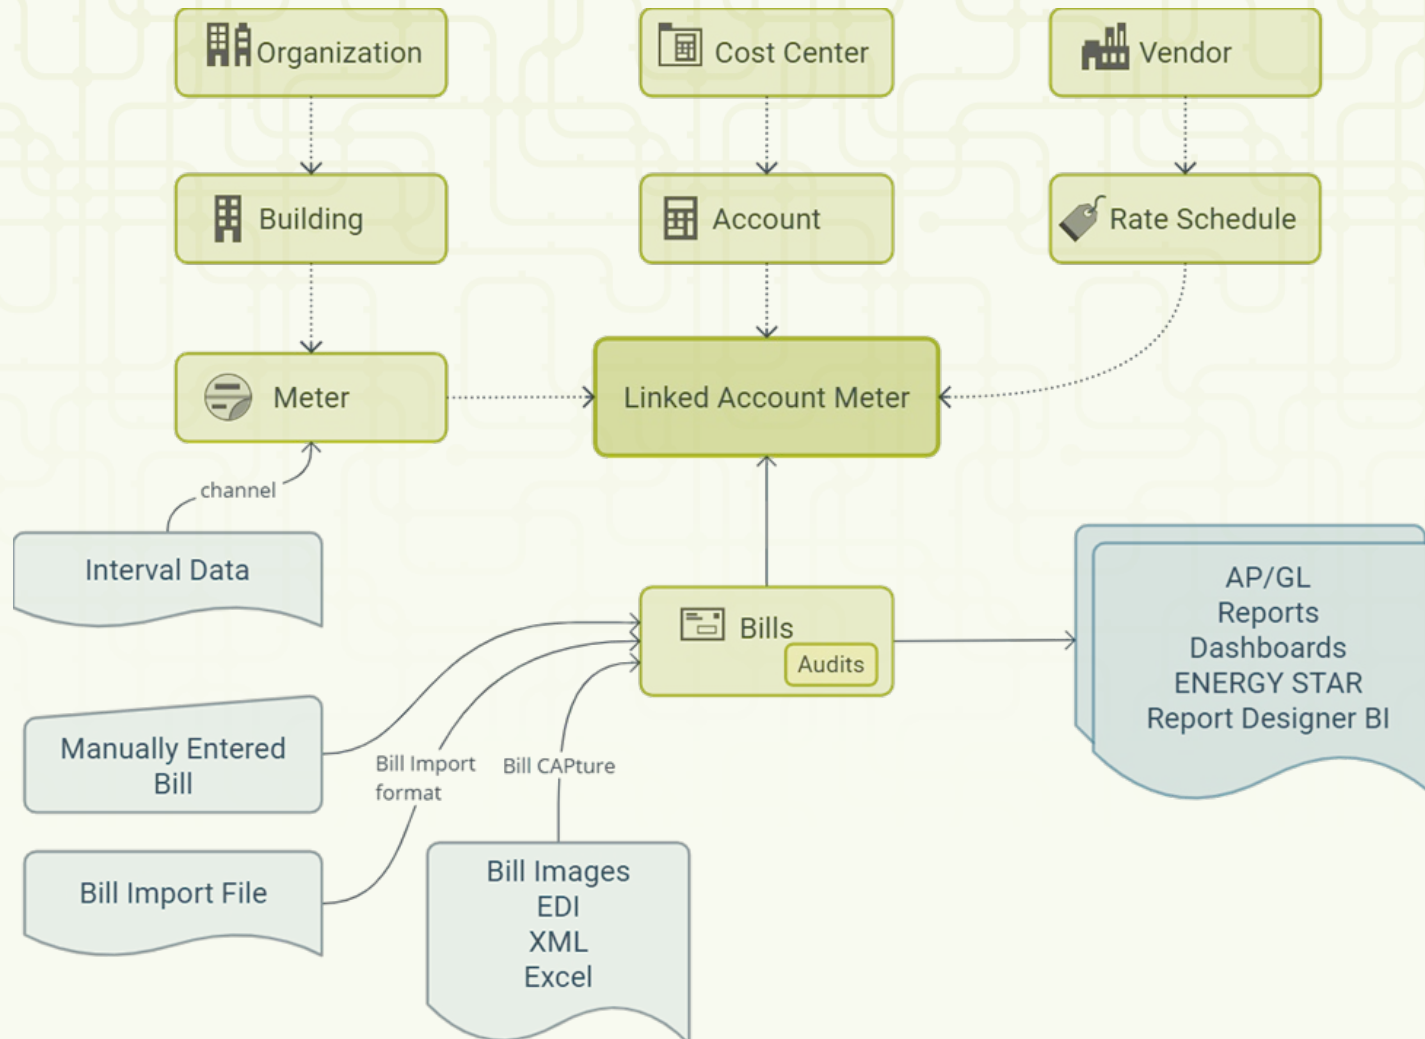 Organization
Cost Center
Vendor
Building
Account
Rate Schedule
Meter
Linked Account Meter
channel
Interval Data
Bills
Audits
AP/GL
Reports
Dashboards
ENERGY STAR
Report Designer BI
Manually Entered
Bill
Bill Import
format
Bill CAPture
Bill Import File
Bill Images
EDI
XML
Excel